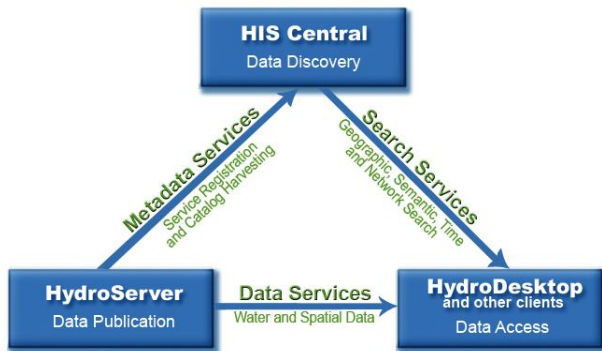 HIS Central
Data Discovery
Metadata Services
Service Registration
and Catalog Harvesting
Search Services
Geographic, Semantic, Time
and Network Search
HydroServer
Data Publication
Data Services
Water and Spatial Data
HydroDesktop
and other clients
Data Access